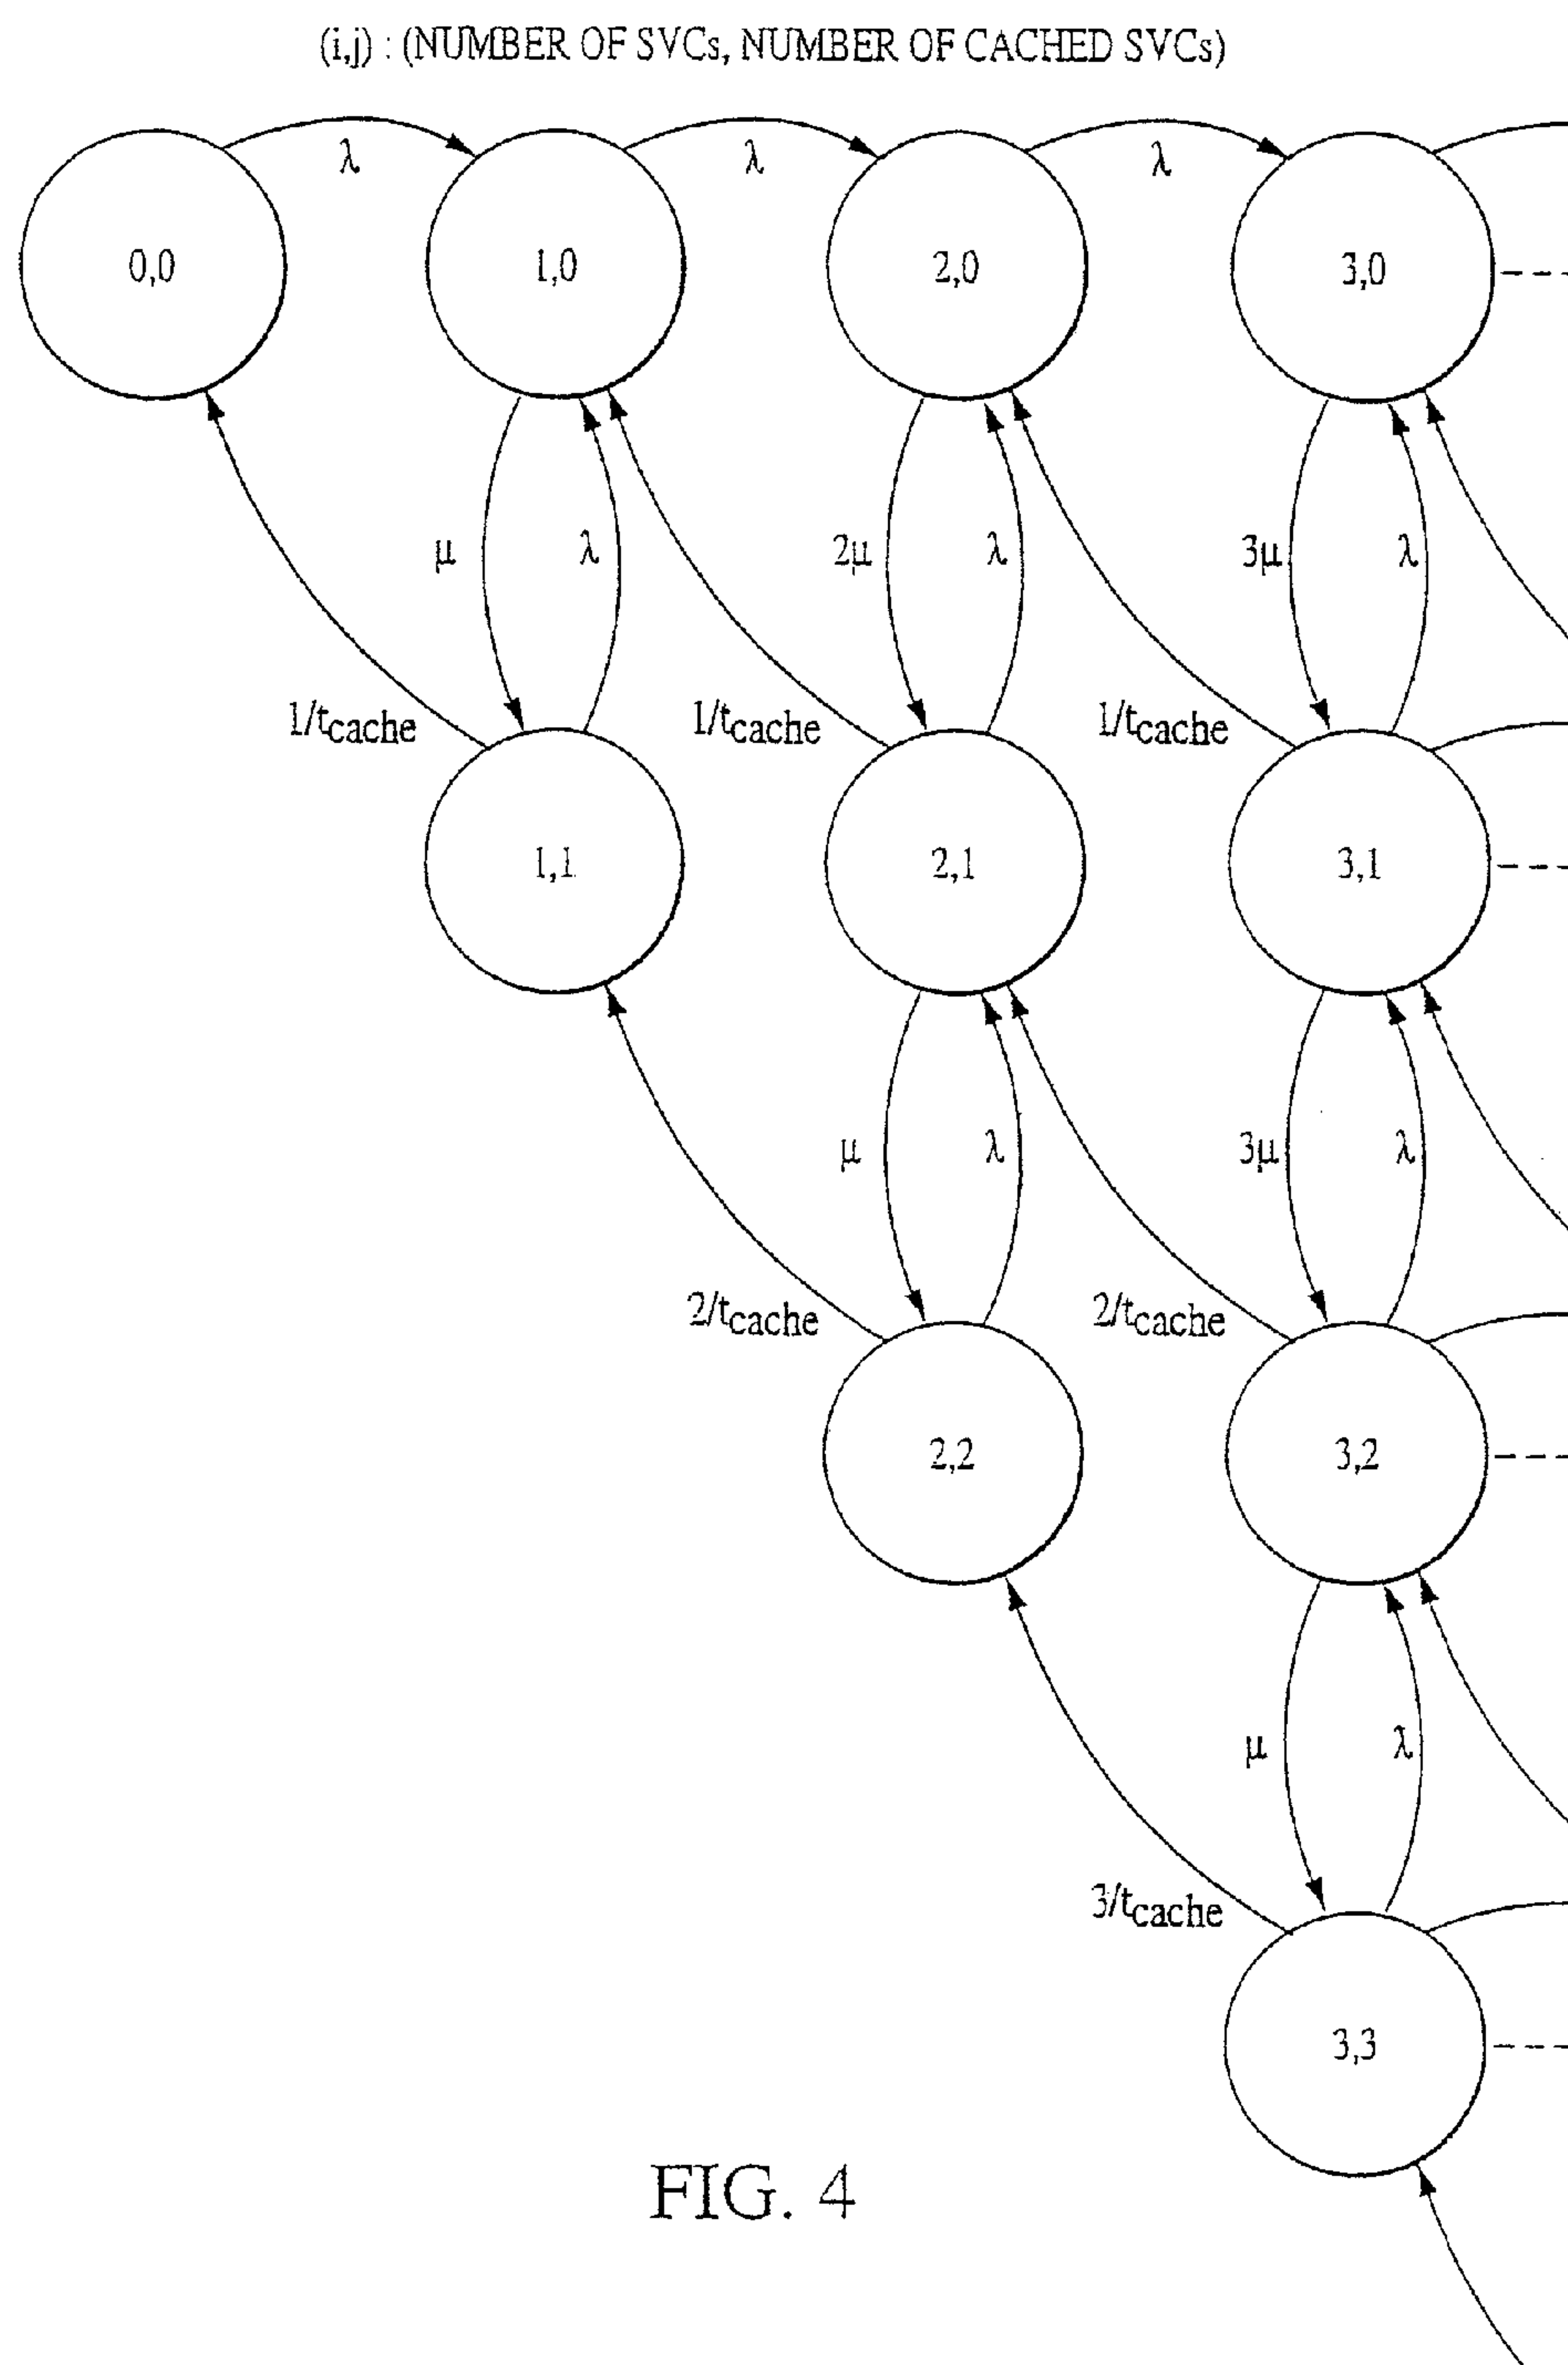 (i,j) : (NUMBER OF SVCs, NUMBER OF CACHED SVCs)
λ λ λ
0,0 1,0 2,0 3,0
μ λ 2μ λ 3μ λ
1/tcache 1/tcache 1/tcache
1,1 2,1 3,1
μ λ 3μ λ
2/tcache 2/tcache
2,2 3,2
μ λ
3/tcache
3,3
FIG. 4